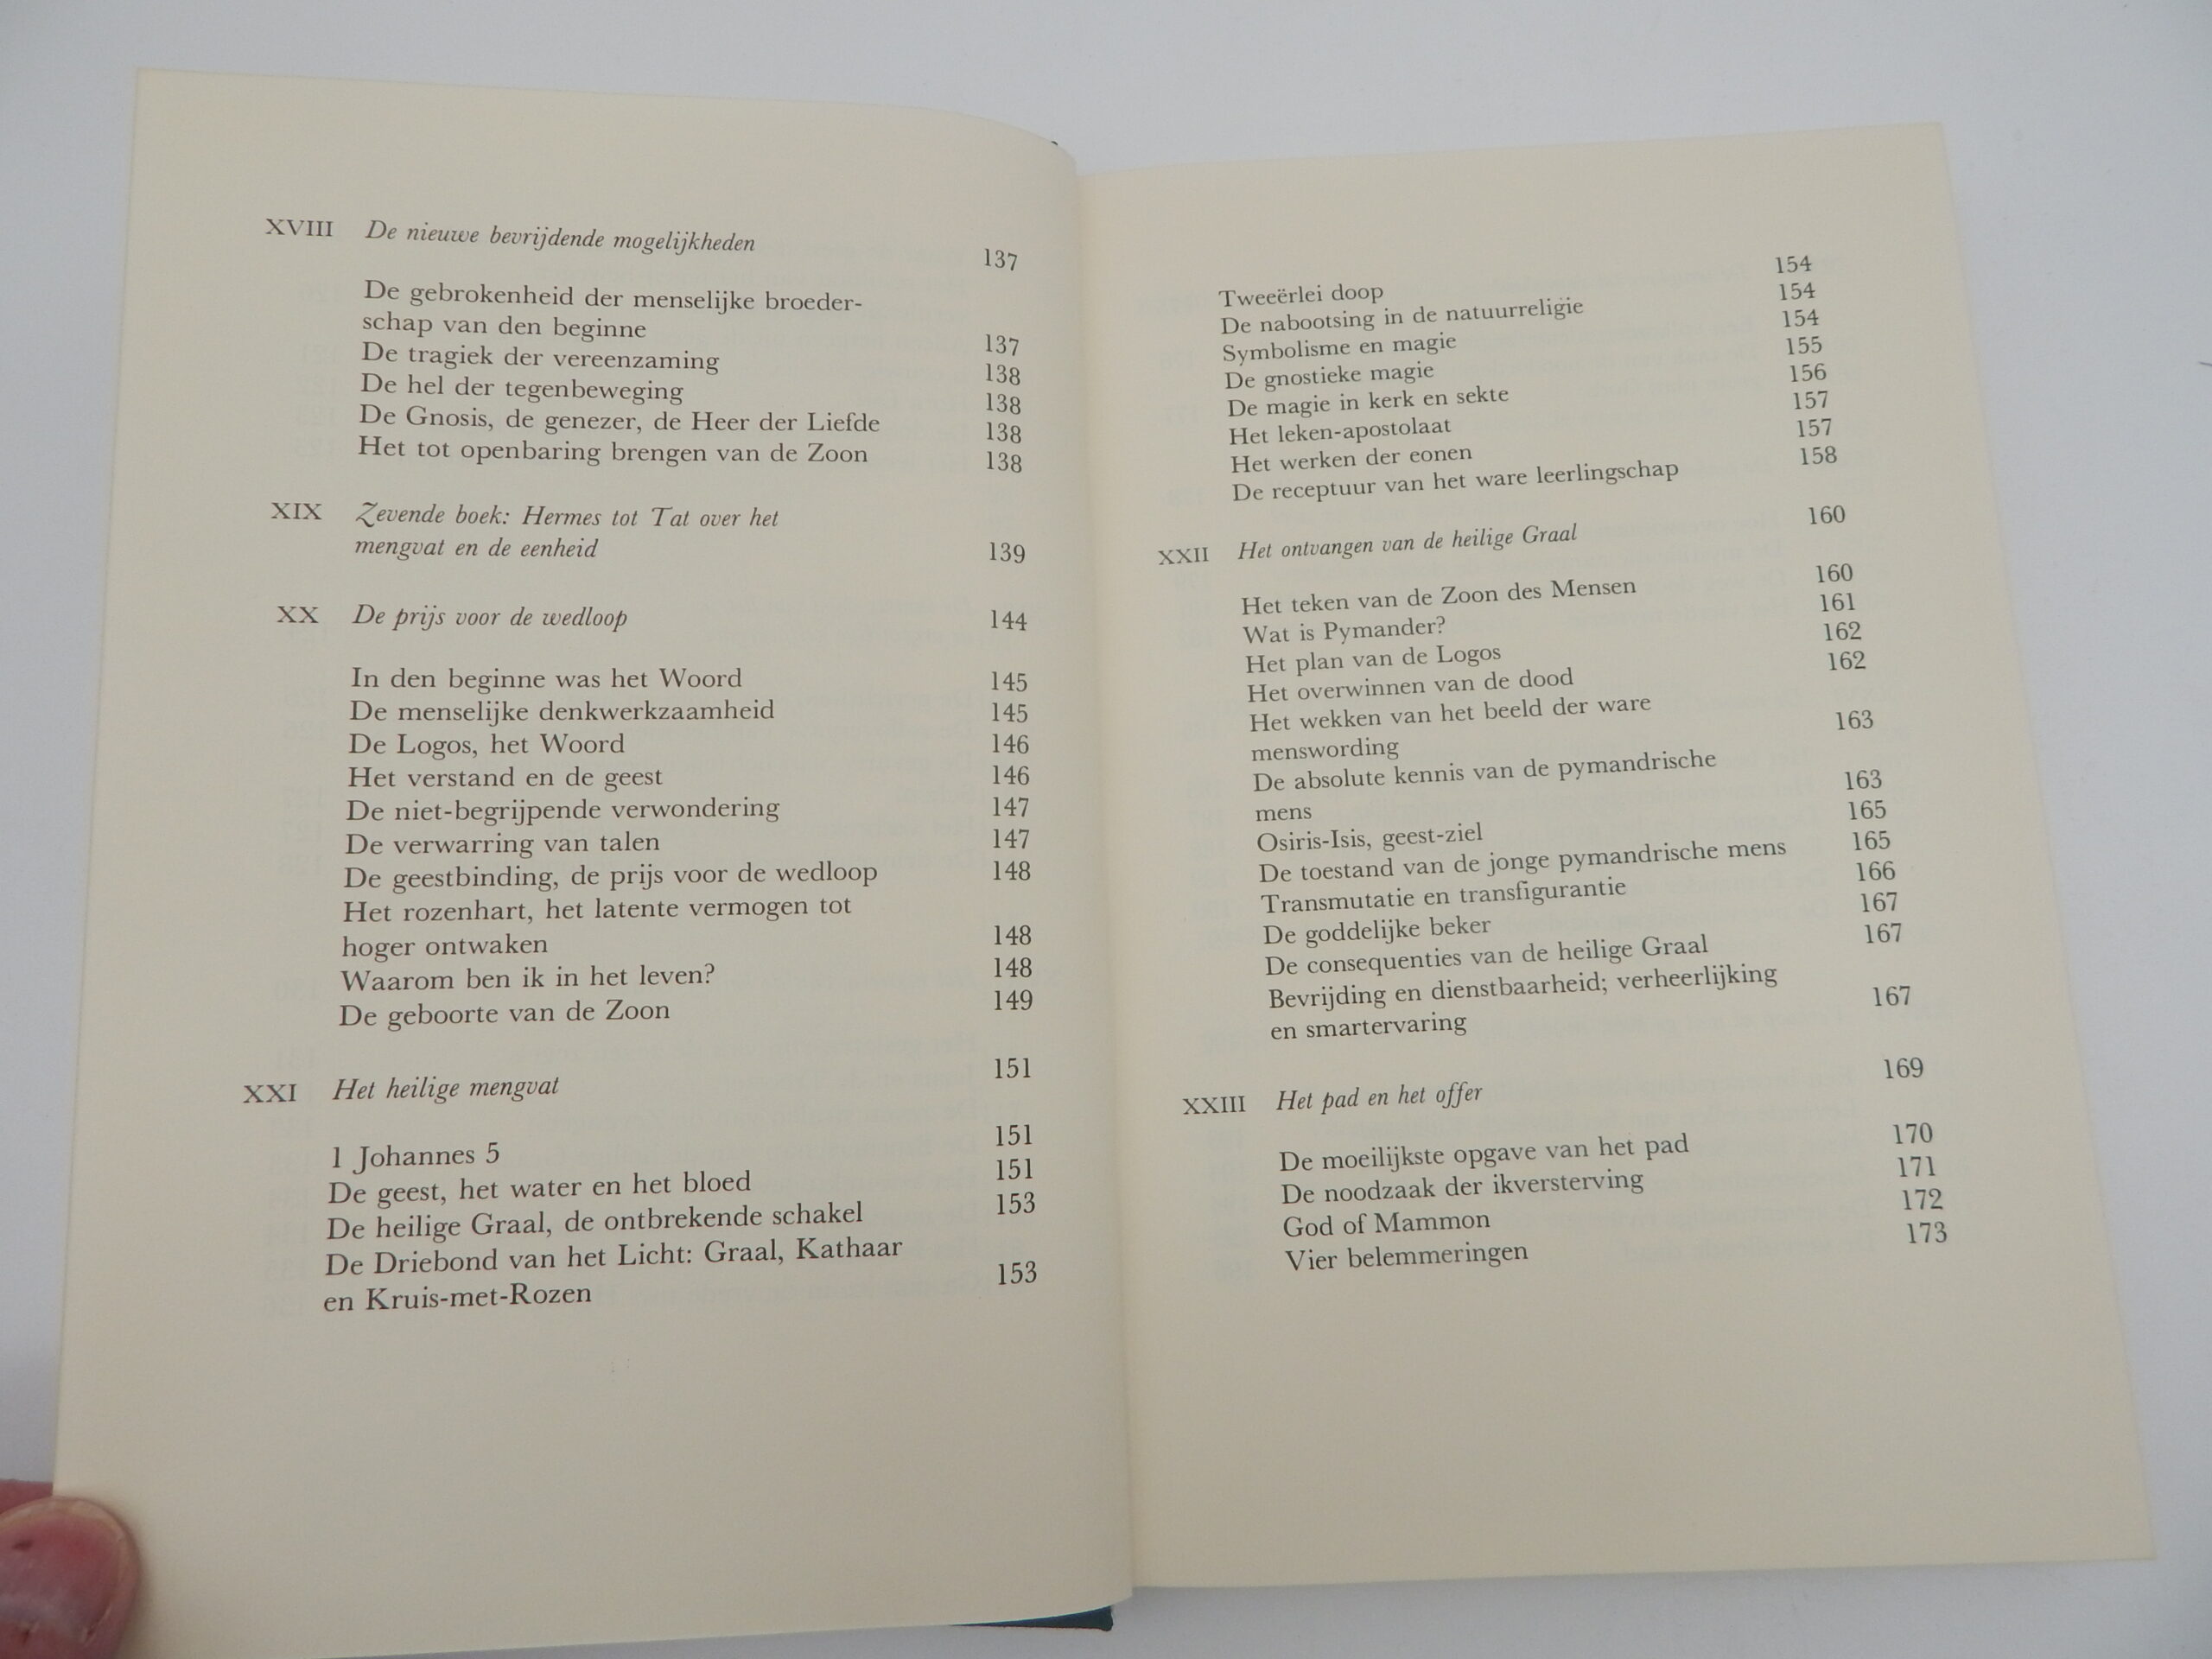 XVIII De nieuwe bevrijdende mogelijkheden 137
De gebrokenheid der menselijke broeder-
schap van den beginne 137
De tragiek der vereenzaming 138
De hel der tegenbeweging 138
De Gnosis, de genezer, de Heer der Liefde 138
Het tot openbaring brengen van de Zoon 138
XIX Zevende boek: Hermes tot Tat over het
mengvat en de eenheid 139
XX De prijs voor de wedloop 144
In den beginne was het Woord 145
De menselijke denkwerkzaamheid 145
De Logos, het Woord 146
Het verstand en de geest 146
De niet-begrijpende verwondering 147
De verwarring van talen 147
De geestbinding, de prijs voor de wedloop 148
Het rozenhart, het latente vermogen tot
hoger ontwaken 148
Waarom ben ik in het leven? 148
De geboorte van de Zoon 149
XXI Het heilige mengvat 151
1 Johannes 5 151
De geest, het water en het bloed 151
De heilige Graal, de ontbrekende schakel 153
De Driebond van het Licht: Graal, Kathaar
en Kruis-met-Rozen 153
Tweeërlei doop 154
De nabootsing in de natuurreligie 154
Symbolisme en magie 154
De gnostieke magie 155
De magie in kerk en sekte 156
Het leken-apostolaat 157
Het werken der eonen 157
De receptuur van het ware leerlingschap 158
XXII Het ontvangen van de heilige Graal 160
Het teken van de Zoon des Mensen 160
Wat is Pymander? 161
Het plan van de Logos 162
Het overwinnen van de dood 162
Het wekken van het beeld der ware
menswording 163
De absolute kennis van de pymandrische
mens 163
Osiris-Isis, geest-ziel 165
De toestand van de jonge pymandrische mens 165
Transmutatie en transfigurantie 166
De goddelijke beker 167
De consequenties van de heilige Graal 167
Bevrijding en dienstbaarheid; verheerlijking
en smartervaring 167
XXIII Het pad en het offer 169
De moeilijkste opgave van het pad 170
De noodzaak der ikversterving 171
God of Mammon 172
Vier belemmeringen 173